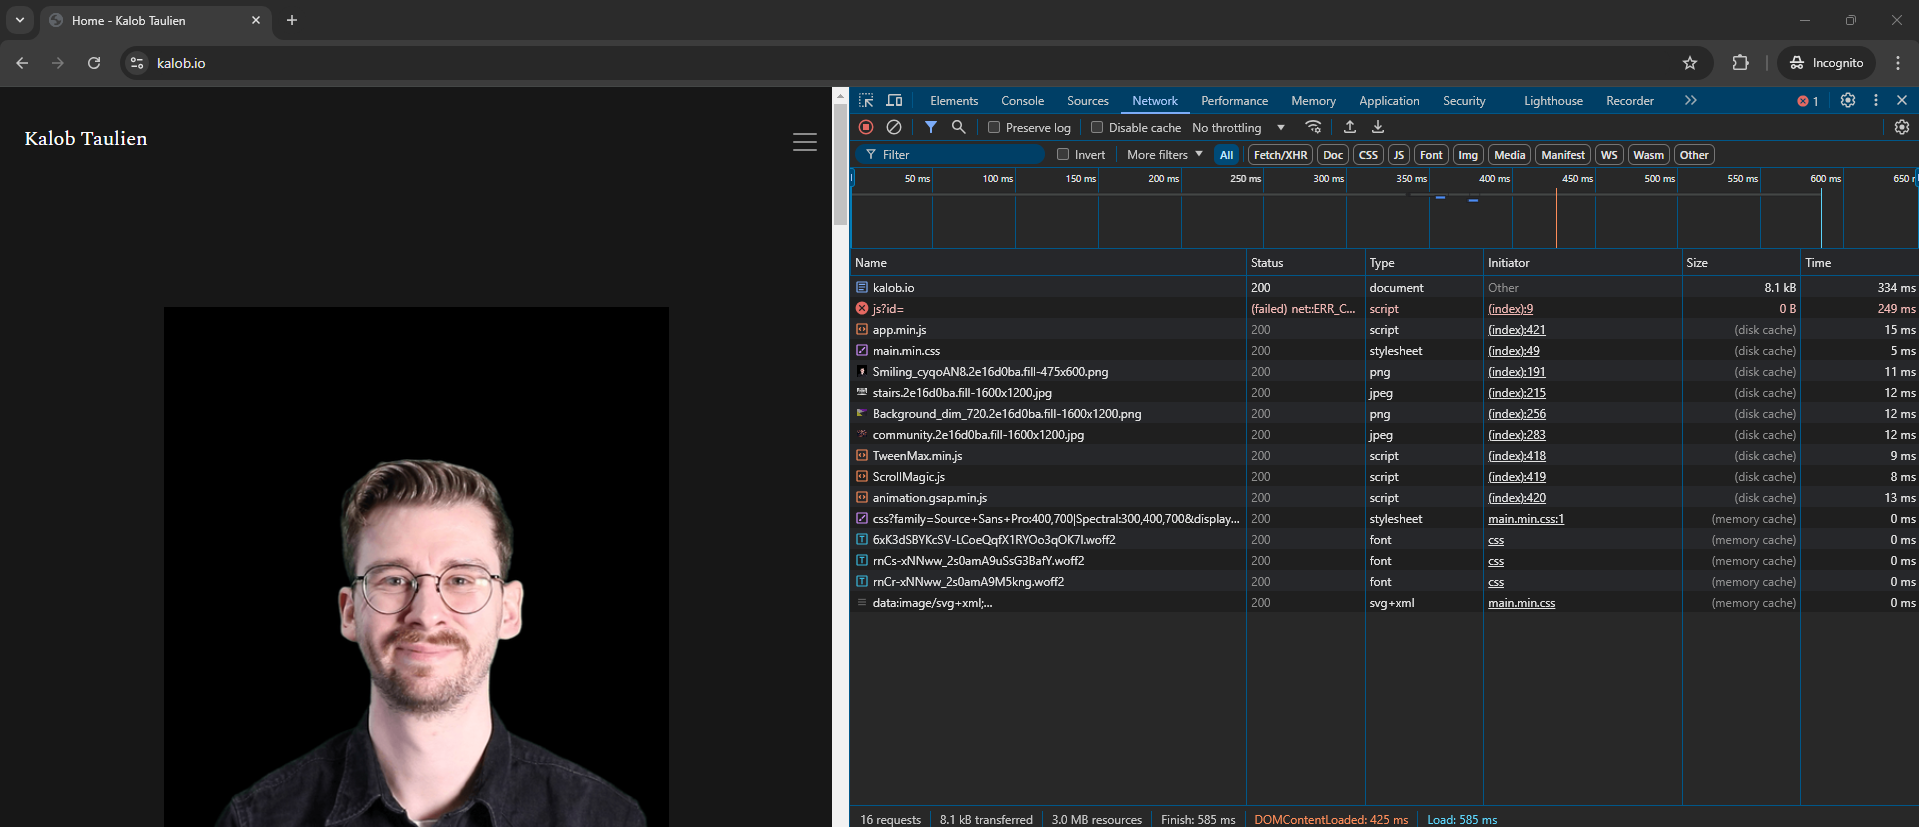 Home - Kalob Taulien
kalob.io
Incognito
Kalob Taulien
Elements Console Sources Network Performance Memory Application Security Lighthouse Recorder 1
Preserve log Disable cache No throttling
Filter Invert More filters All Fetch/XHR Doc CSS JS Font Img Media Manifest WS Wasm Other
50 ms 100 ms 150 ms 200 ms 250 ms 300 ms 350 ms 400 ms 450 ms 500 ms 550 ms 600 ms 650
Name Status Type Initiator Size Time
kalob.io 200 document Other 8.1 kB 334 ms
js?id= (failed) net::ERR_C... script (index):9 0 B 249 ms
app.min.js 200 script (index):421 (disk cache) 15 ms
main.min.css 200 stylesheet (index):49 (disk cache) 5 ms
Smiling_cyqoAN8.2e16d0ba.fill-475x600.png 200 png (index):191 (disk cache) 11 ms
stairs.2e16d0ba.fill-1600x1200.jpg 200 jpeg (index):215 (disk cache) 12 ms
Background_dim_720.2e16d0ba.fill-1600x1200.png 200 png (index):256 (disk cache) 12 ms
community.2e16d0ba.fill-1600x1200.jpg 200 jpeg (index):283 (disk cache) 12 ms
TweenMax.min.js 200 script (index):418 (disk cache) 9 ms
ScrollMagic.js 200 script (index):419 (disk cache) 8 ms
animation.gsap.min.js 200 script (index):420 (disk cache) 13 ms
css?family=Source+Sans+Pro:400,700|Spectral:300,400,700&display... 200 stylesheet main.min.css:1 (memory cache) 0 ms
6xK3dSBYKcSV-LCoeQqfX1RYOo3qOK7l.woff2 200 font css (memory cache) 0 ms
rnCs-xNNww_2s0amA9uSsG3BafY.woff2 200 font css (memory cache) 0 ms
rnCr-xNNww_2s0amA9M5kng.woff2 200 font css (memory cache) 0 ms
data:image/svg+xml;... 200 svg+xml main.min.css (memory cache) 0 ms
16 requests 8.1 kB transferred 3.0 MB resources Finish: 585 ms DOMContentLoaded: 425 ms Load: 585 ms